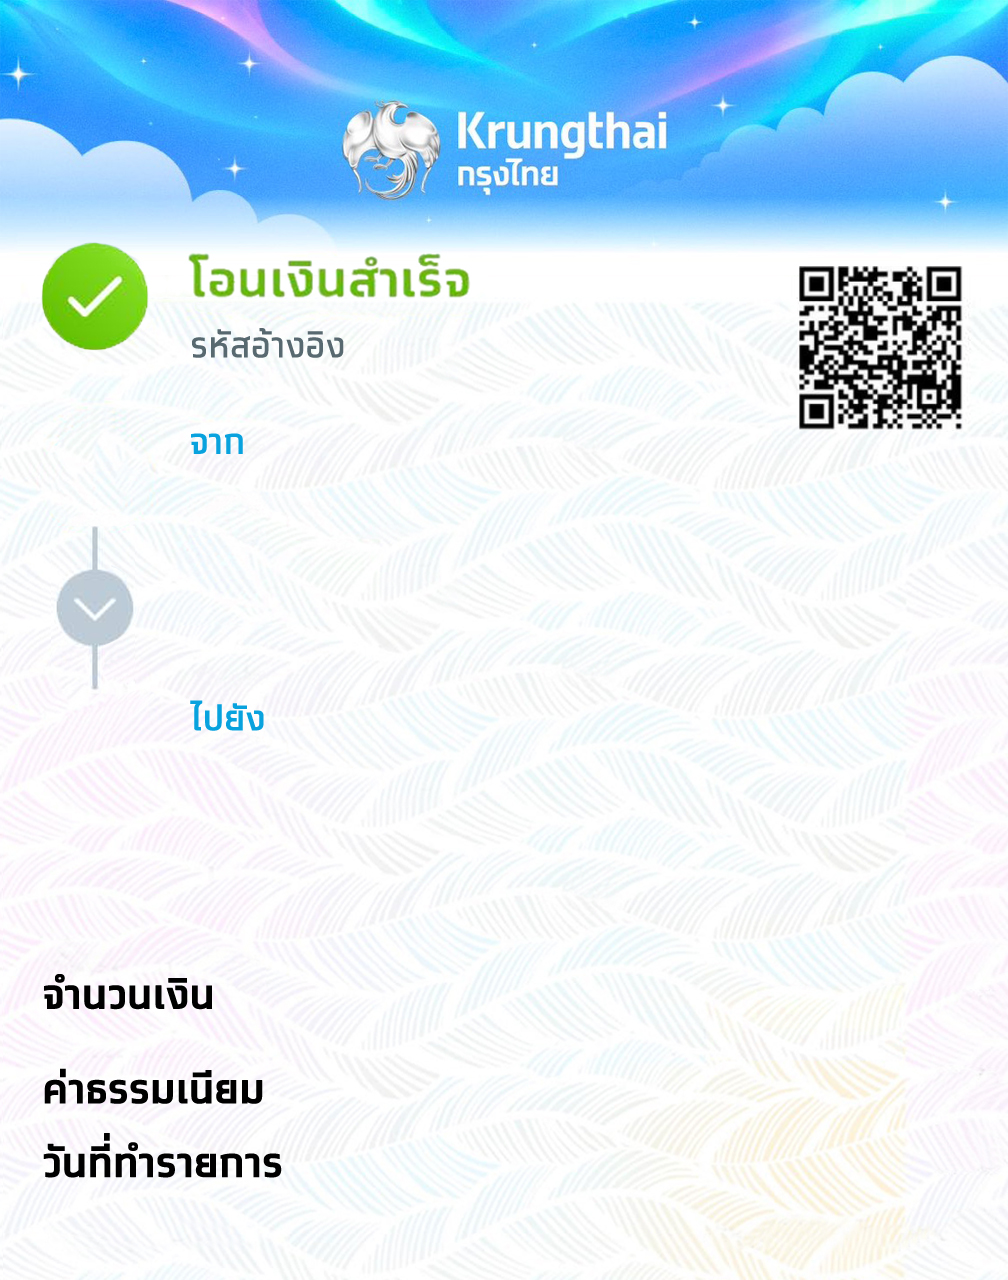 Krungthai
กรุงไทย
โอนเงินสำเร็จ
รหัสอ้างอิง
จาก
ไปยัง
จำนวนเงิน
ค่าธรรมเนียม
วันที่ทำรายการ